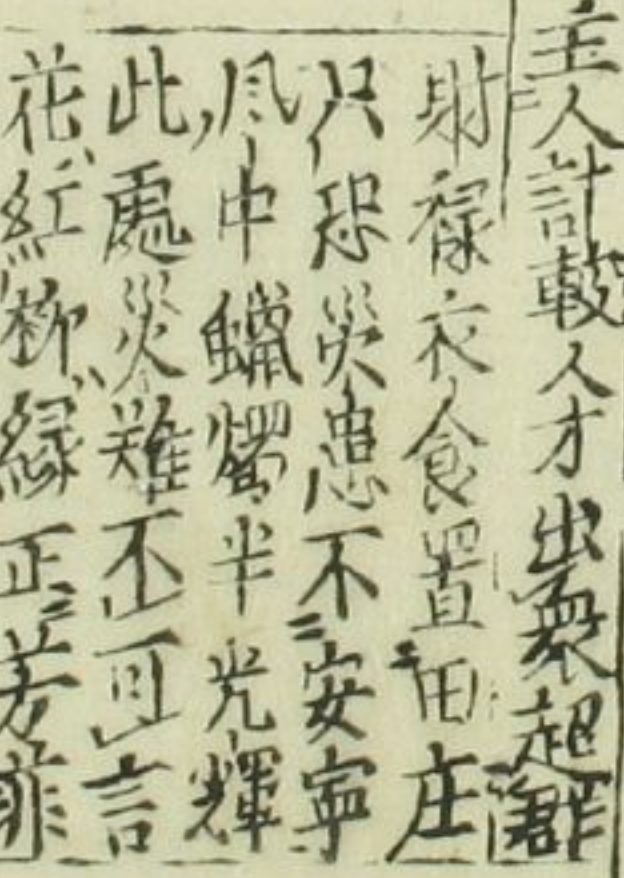 主人計較人才出衆超群
財禄衣食置田庄
只恐災患不安寧
風中蠟燭半光輝
此處災難不可言
花紅柳緑正芳菲